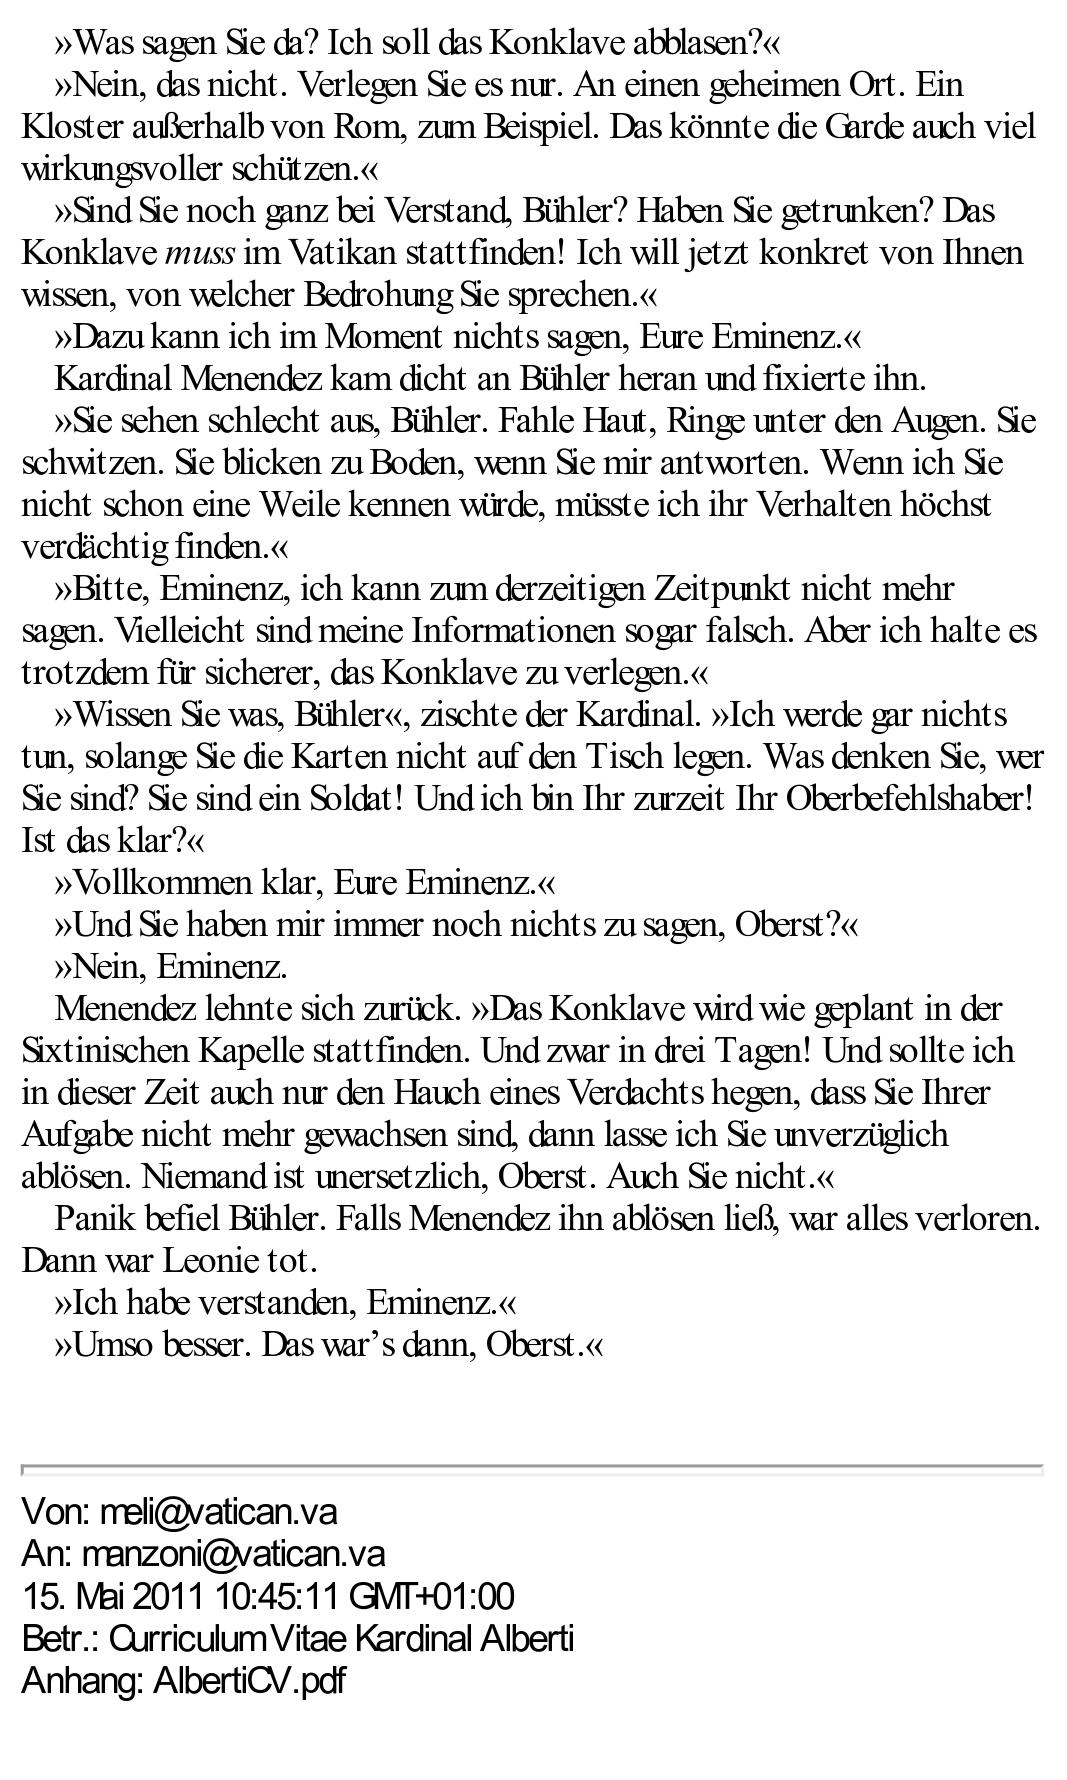 »Was sagen Sie da? Ich soll das Konklave abblasen?«
»Nein, das nicht. Verlegen Sie es nur. An einen geheimen Ort. Ein
Kloster außerhalb von Rom, zum Beispiel. Das könnte die Garde auch viel
wirkungsvoller schützen.«
»Sind Sie noch ganz bei Verstand, Bühler? Haben Sie getrunken? Das
Konklave muss im Vatikan stattfinden! Ich will jetzt konkret von Ihnen
wissen, von welcher Bedrohung Sie sprechen.«
»Dazu kann ich im Moment nichts sagen, Eure Eminenz.«
Kardinal Menendez kam dicht an Bühler heran und fixierte ihn.
»Sie sehen schlecht aus, Bühler. Fahle Haut, Ringe unter den Augen. Sie
schwitzen. Sie blicken zu Boden, wenn Sie mir antworten. Wenn ich Sie
nicht schon eine Weile kennen würde, müsste ich ihr Verhalten höchst
verdächtig finden.«
»Bitte, Eminenz, ich kann zum derzeitigen Zeitpunkt nicht mehr
sagen. Vielleicht sind meine Informationen sogar falsch. Aber ich halte es
trotzdem für sicherer, das Konklave zu verlegen.«
»Wissen Sie was, Bühler«, zischte der Kardinal. »Ich werde gar nichts
tun, solange Sie die Karten nicht auf den Tisch legen. Was denken Sie, wer
Sie sind? Sie sind ein Soldat! Und ich bin Ihr zurzeit Ihr Oberbefehlshaber!
Ist das klar?«
»Vollkommen klar, Eure Eminenz.«
»Und Sie haben mir immer noch nichts zu sagen, Oberst?«
»Nein, Eminenz.
Menendez lehnte sich zurück. »Das Konklave wird wie geplant in der
Sixtinischen Kapelle stattfinden. Und zwar in drei Tagen! Und sollte ich
in dieser Zeit auch nur den Hauch eines Verdachts hegen, dass Sie Ihrer
Aufgabe nicht mehr gewachsen sind, dann lasse ich Sie unverzüglich
ablösen. Niemand ist unersetzlich, Oberst. Auch Sie nicht.«
Panik befiel Bühler. Falls Menendez ihn ablösen ließ, war alles verloren.
Dann war Leonie tot.
»Ich habe verstanden, Eminenz.«
»Umso besser. Das war’s dann, Oberst.«
Von: meli@vatican.va
An: manzoni@vatican.va
15. Mai 2011 10:45:11 GMT+01:00
Betr.: Curriculum Vitae Kardinal Alberti
Anhang: AlbertiCV.pdf